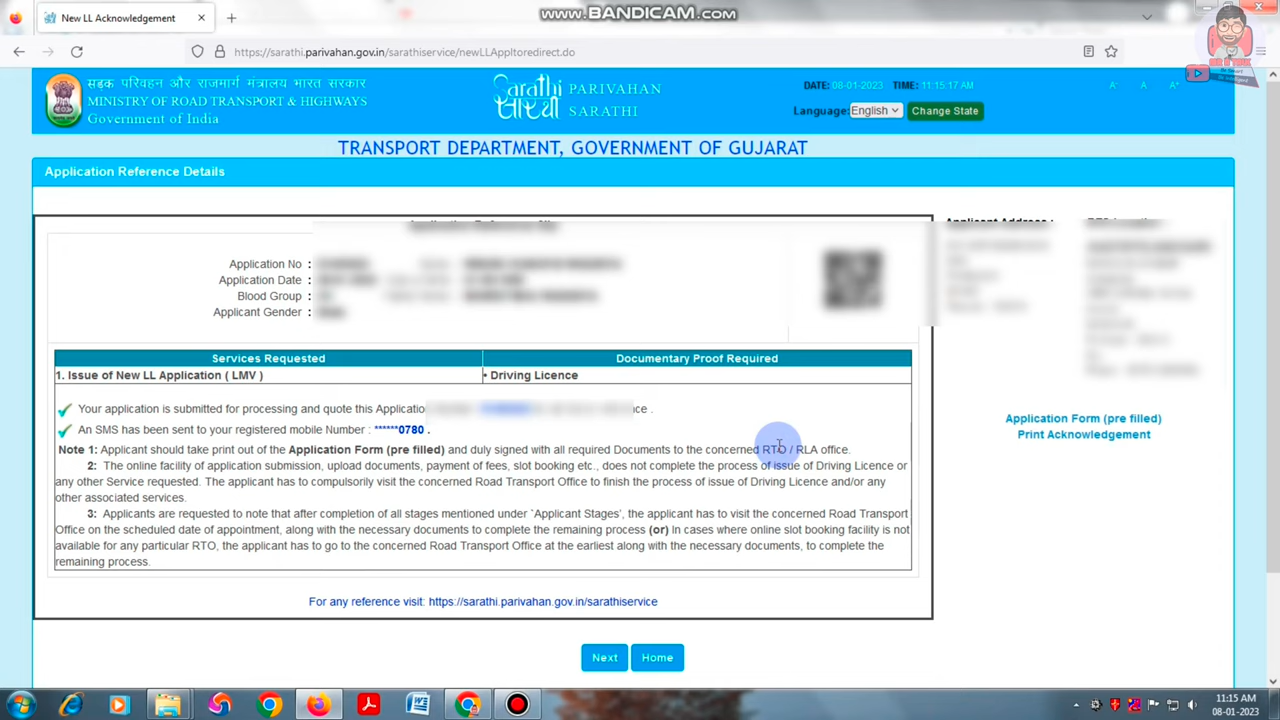 New LL Acknowledgement
www.BANDICAM.com
https://sarathi.parivahan.gov.in/sarathiservice/newLLAppltoredirect.do
सड़क परिवहन और राजमार्ग मंत्रालय भारत सरकार
MINISTRY OF ROAD TRANSPORT & HIGHWAYS
Government of India
Sarathi
सारथी
PARIVAHAN
SARATHI
DATE: 08-01-2023 TIME: 11:15:17 AM
A- A A+
Language: English Change State
TRANSPORT DEPARTMENT, GOVERNMENT OF GUJARAT
Application Reference Details
Applicant Address :
Application No :
Application Date :
Blood Group :
Applicant Gender :
Services Requested Documentary Proof Required
1. Issue of New LL Application ( LMV ) • Driving Licence
Your application is submitted for processing and quote this Applicatio
An SMS has been sent to your registered mobile Number : ******0780 .
Note 1: Applicant should take print out of the Application Form (pre filled) and duly signed with all required Documents to the concerned RTO / RLA office.
2: The online facility of application submission, upload documents, payment of fees, slot booking etc., does not complete the process of issue of Driving Licence or
any other Service requested. The applicant has to compulsorily visit the concerned Road Transport Office to finish the process of issue of Driving Licence and/or any
other associated services.
3: Applicants are requested to note that after completion of all stages mentioned under `Applicant Stages', the applicant has to visit the concerned Road Transport
Office on the scheduled date of appointment, along with the necessary documents to complete the remaining process (or) In cases where online slot booking facility is not
available for any particular RTO, the applicant has to go to the concerned Road Transport Office at the earliest along with the necessary documents, to complete the
remaining process.
For any reference visit: https://sarathi.parivahan.gov.in/sarathiservice
Application Form (pre filled)
Print Acknowledgement
Next Home
11:15 AM
08-01-2023